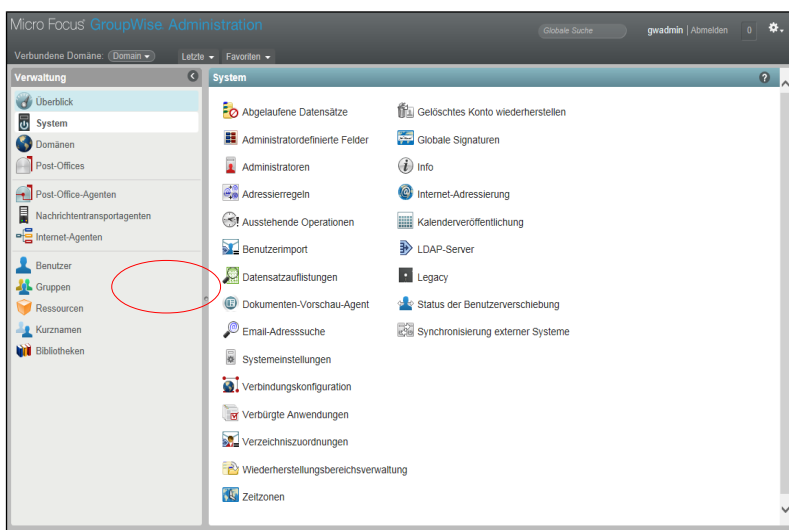 Micro Focus GroupWise Administration
Globale Suche
gwadmin | Abmelden
0
Verbundene Domäne: Domain
Letzte
Favoriten
Verwaltung
Überblick
System
Domänen
Post-Offices
Post-Office-Agenten
Nachrichtentransportagenten
Internet-Agenten
Benutzer
Gruppen
Ressourcen
Kurznamen
Bibliotheken
System
?
Abgelaufene Datensätze
Administratordefinierte Felder
Administratoren
Adressierregeln
Ausstehende Operationen
Benutzerimport
Datensatzauflistungen
Dokumenten-Vorschau-Agent
Email-Adresssuche
Systemeinstellungen
Verbindungskonfiguration
Verbürgte Anwendungen
Verzeichniszuordnungen
Wiederherstellungsbereichsverwaltung
Zeitzonen
Gelöschtes Konto wiederherstellen
Globale Signaturen
Info
Internet-Adressierung
Kalenderveröffentlichung
LDAP-Server
Legacy
Status der Benutzerverschiebung
Synchronisierung externer Systeme